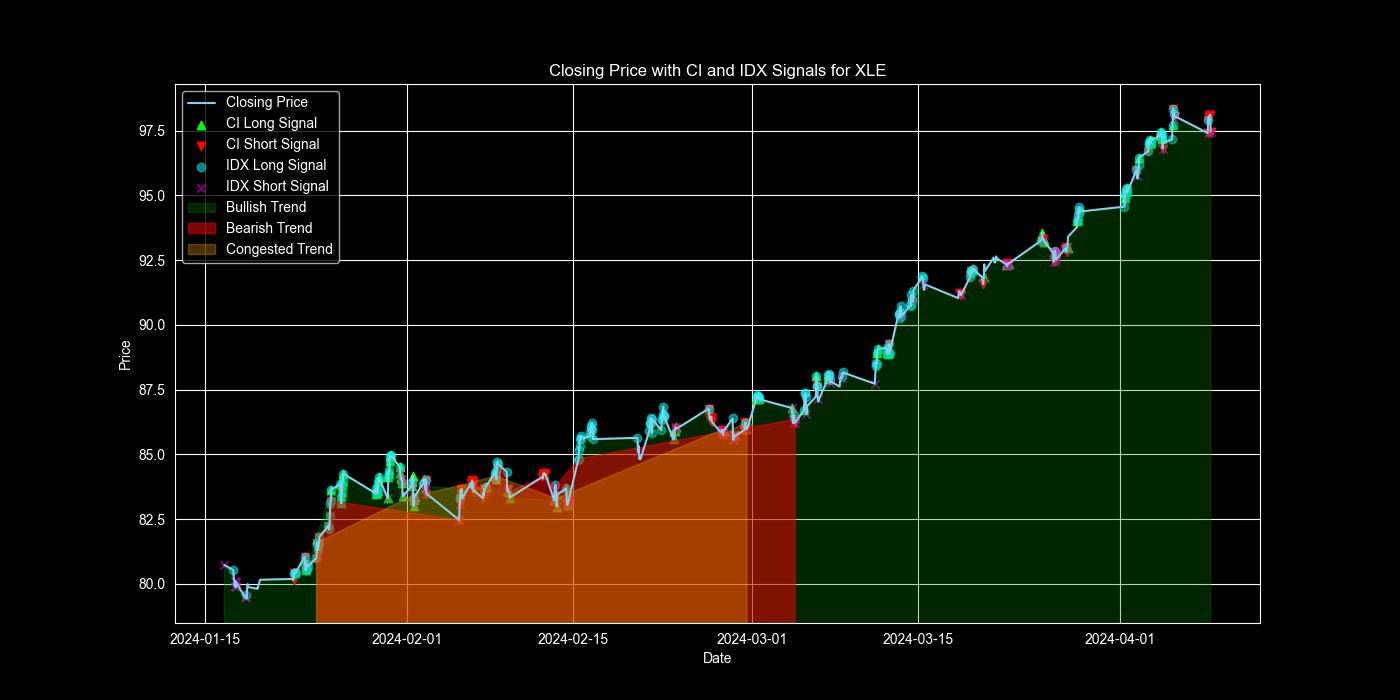 Closing Price with CI and IDX Signals for XLE
Closing Price
CI Long Signal
CI Short Signal
IDX Long Signal
IDX Short Signal
Bullish Trend
Bearish Trend
Congested Trend
97.5
95.0
92.5
90.0
87.5
85.0
82.5
80.0
Price
2024-01-15 2024-02-01 2024-02-15 2024-03-01 2024-03-15 2024-04-01
Date